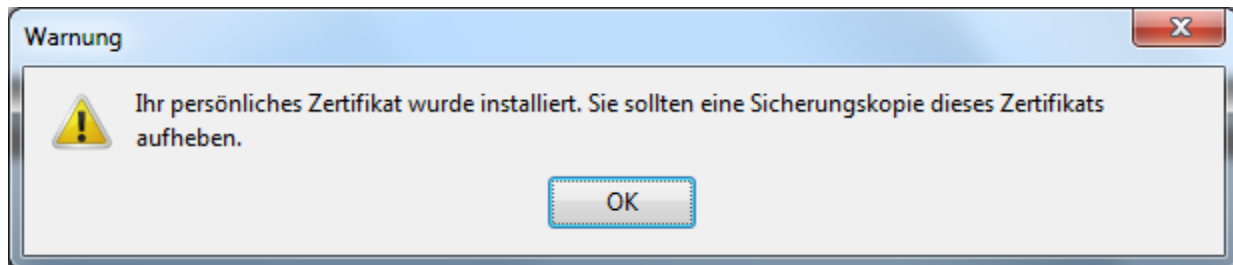 Warnung
Ihr persönliches Zertifikat wurde installiert. Sie sollten eine Sicherungskopie dieses Zertifikats
aufheben.
OK